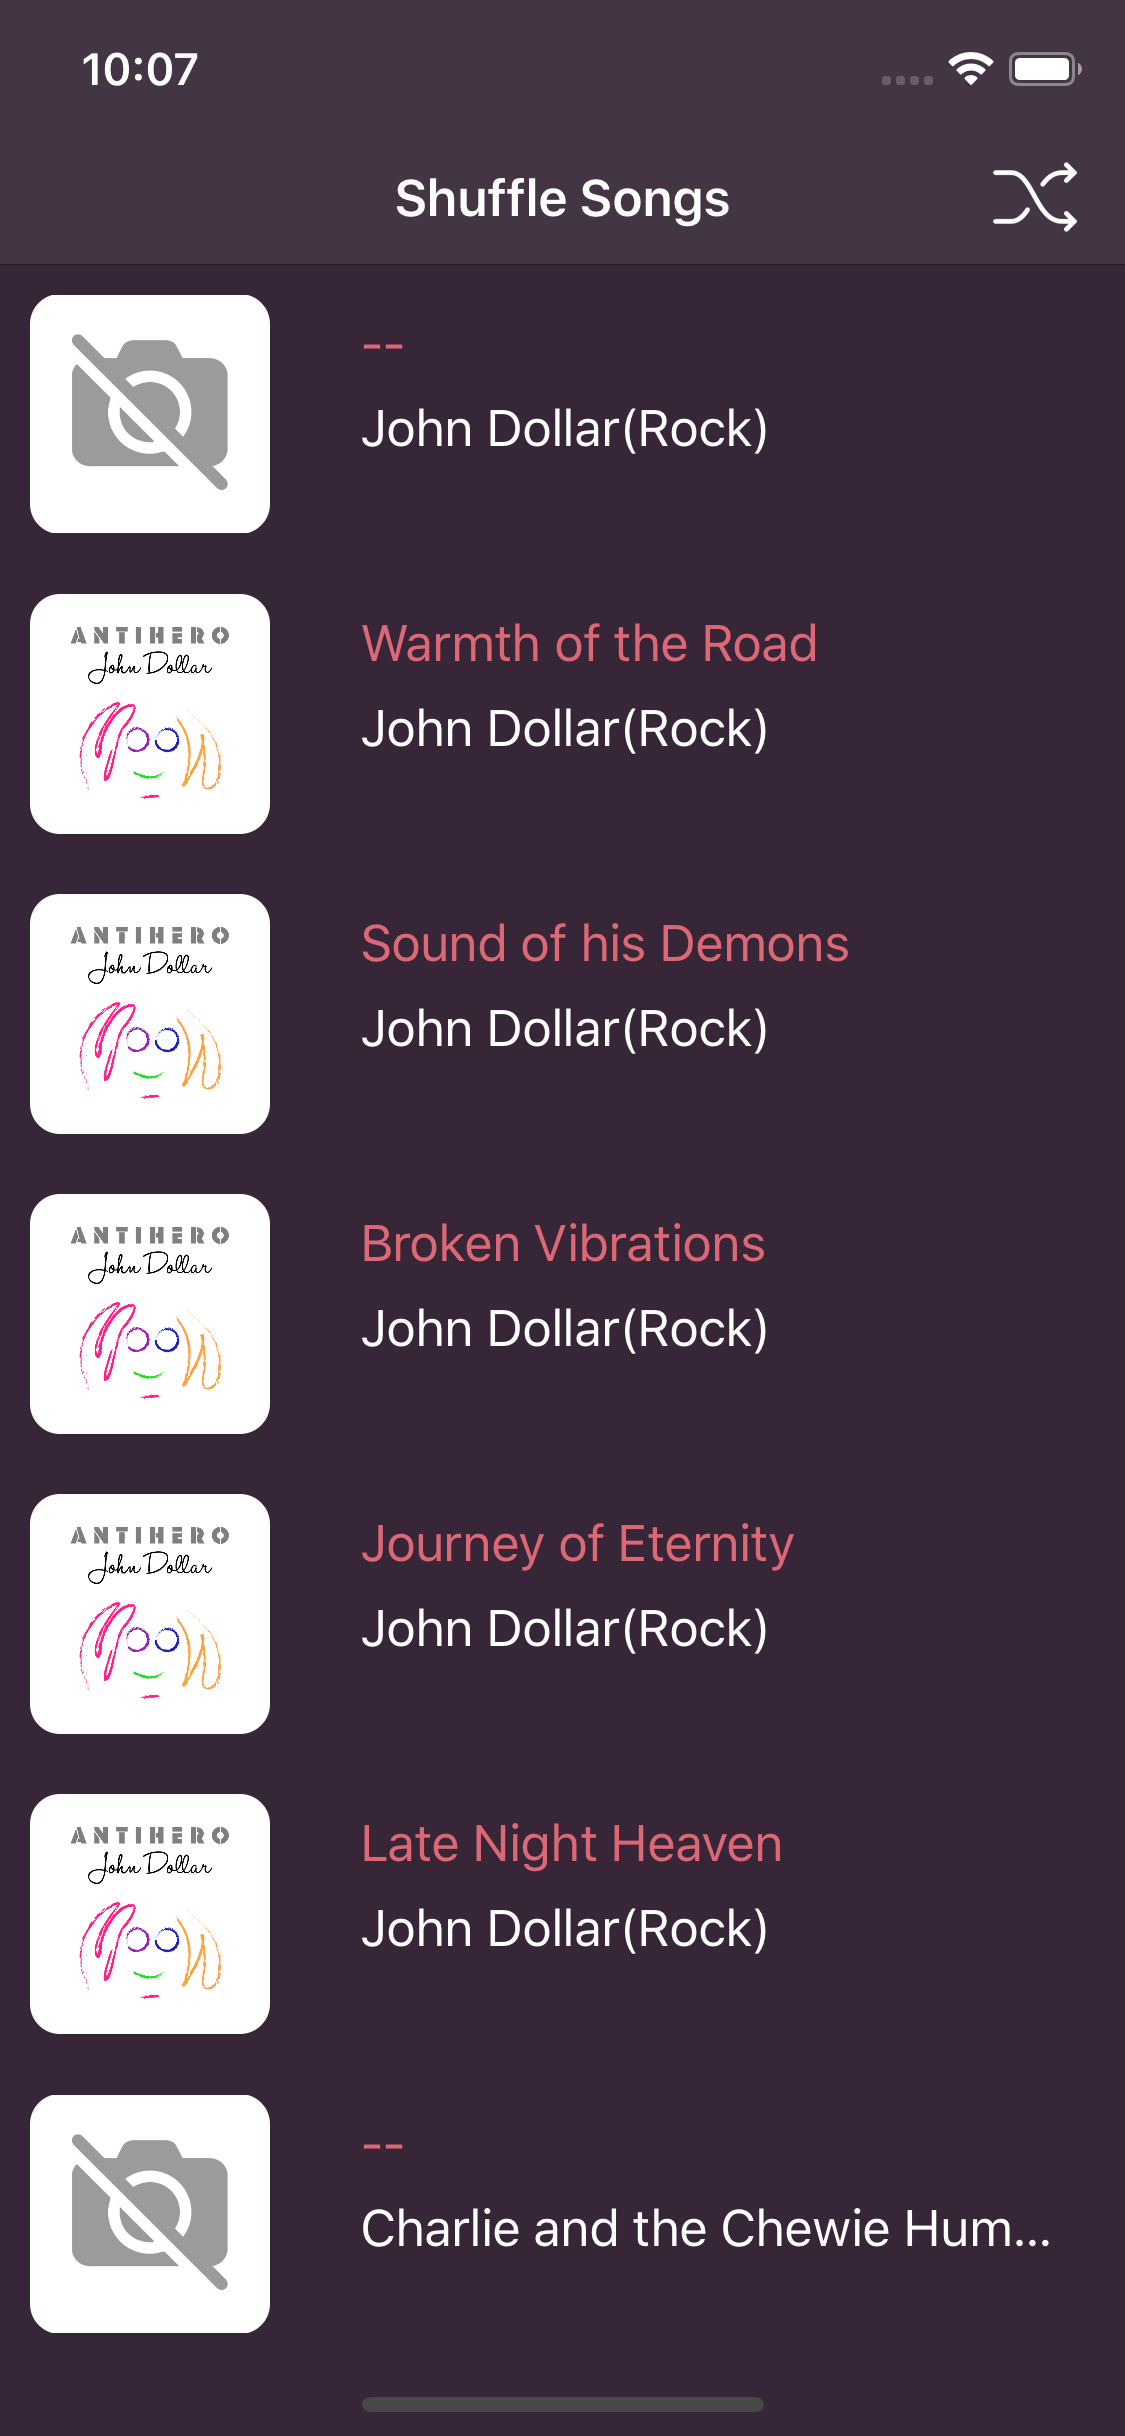 10:07
Shuffle Songs
--
John Dollar(Rock)
ANTIHERO
John Dollar
Warmth of the Road
John Dollar(Rock)
ANTIHERO
John Dollar
Sound of his Demons
John Dollar(Rock)
ANTIHERO
John Dollar
Broken Vibrations
John Dollar(Rock)
ANTIHERO
John Dollar
Journey of Eternity
John Dollar(Rock)
ANTIHERO
John Dollar
Late Night Heaven
John Dollar(Rock)
--
Charlie and the Chewie Hum...